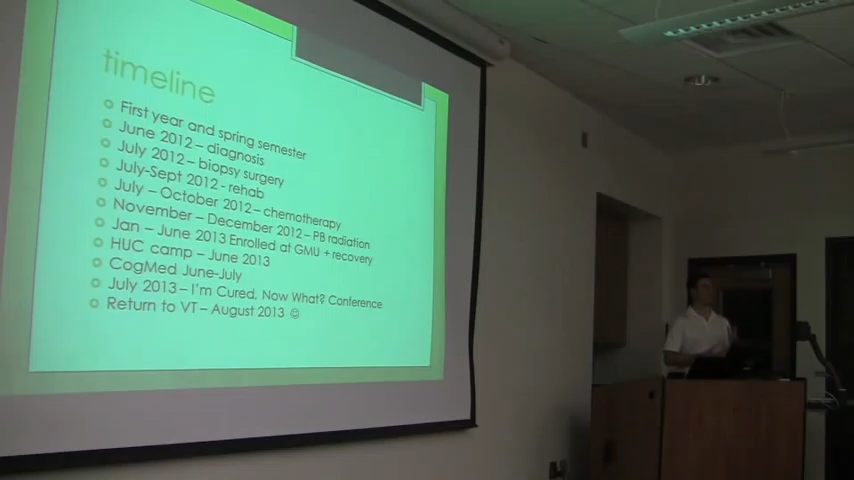 timeline
First year and spring semester
June 2012 – diagnosis
July 2012 – biopsy surgery
July-Sept 2012 - rehab
July – October 2012 – chemotherapy
November – December 2012 – PB radiation
Jan – June 2013 Enrolled at GMU + recovery
HUC camp – June 2013
CogMed June-July
July 2013 – I'm Cured, Now What? Conference
Return to VT – August 2013 ☺